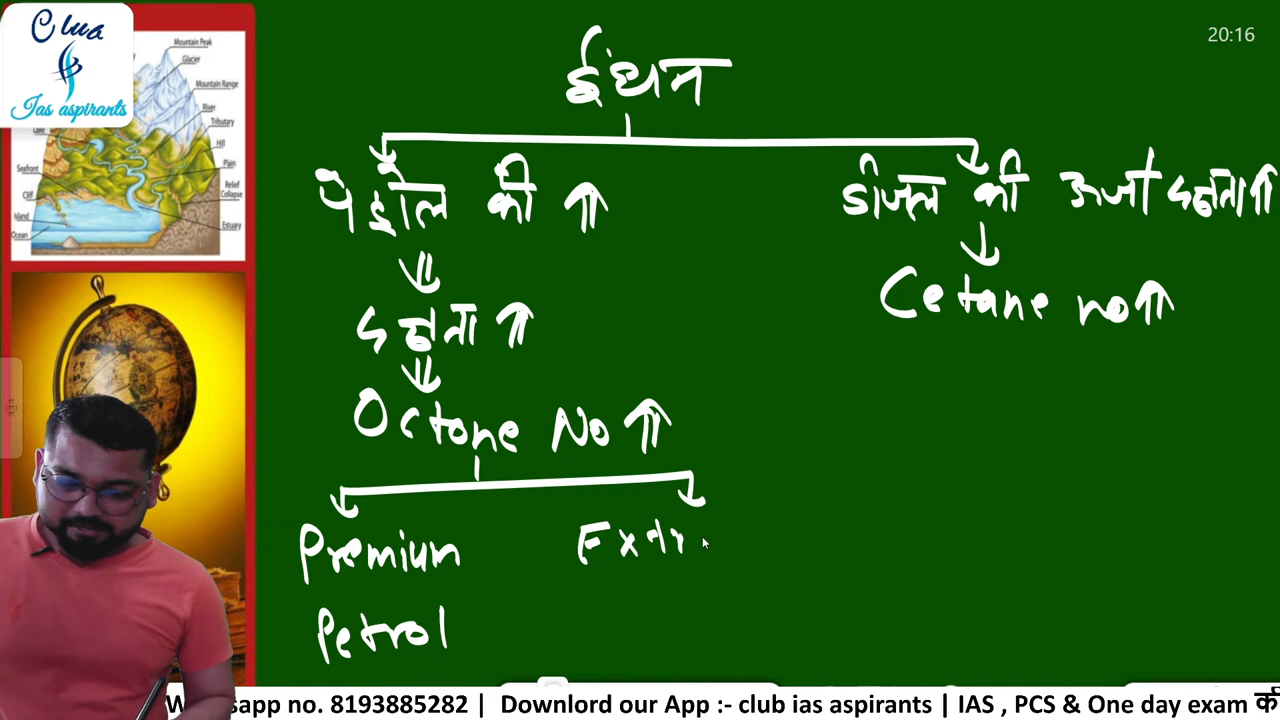 Clua
Ias aspirants
Mountain Peak
Glacier
Mountain Range
River
Tributary
Lake
Hill
Seafront
Plain
Cliff
Relief
Collapse
Island
Estuary
Ocean
20:16
ईंधन
पेट्रोल की ⇑
⇓
दक्षता ⇑
⇓
Octane No ⇑
Premium
Petrol
Extr
डीजल की ऊर्जा दक्षता ⇑
↓
Cetane no ⇑
sapp no. 8193885282 | Downlord our App :- club ias aspirants | IAS , PCS & One day exam की